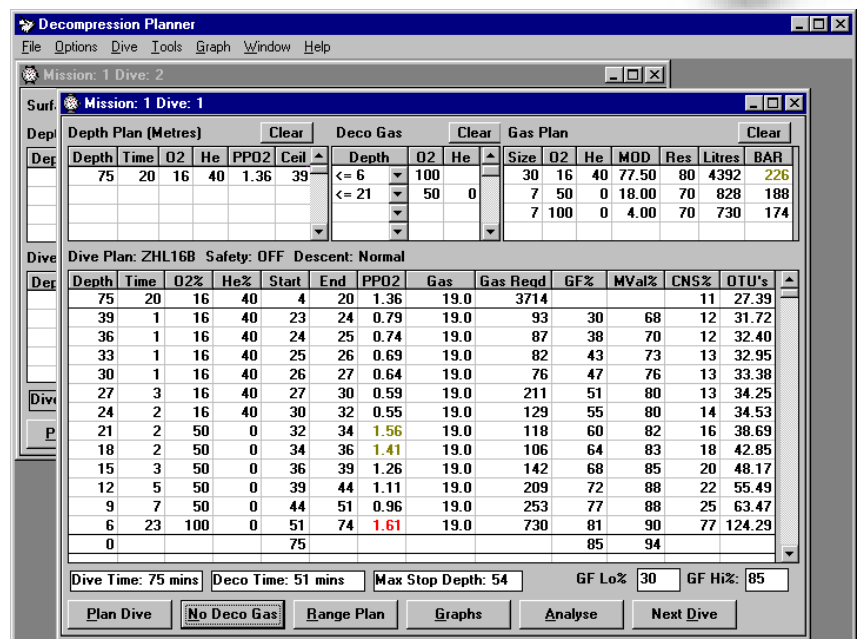 Decompression Planner
File Options Dive Tools Graph Window Help
Mission: 1 Dive: 2
Mission: 1 Dive: 1
Surf
Depth Plan (Metres) Clear Deco Gas Clear Gas Plan Clear
Depth Time O2 He PPO2 Ceil Depth O2 He Size O2 He MOD Res Litres BAR
75 20 16 40 1.36 39 <= 6 100 30 16 40 77.50 80 4392 226
<= 21 50 0 7 50 0 18.00 70 828 188
7 100 0 4.00 70 730 174
Dive Dive Plan: ZHL16B Safety: OFF Descent: Normal
Depth Time O2% He% Start End PPO2 Gas Gas Reqd GF% MVal% CNS% OTU's
75 20 16 40 4 20 1.36 19.0 3714 11 27.39
39 1 16 40 23 24 0.79 19.0 93 30 68 12 31.72
36 1 16 40 24 25 0.74 19.0 87 38 70 12 32.40
33 1 16 40 25 26 0.69 19.0 82 43 73 13 32.95
30 1 16 40 26 27 0.64 19.0 76 47 76 13 33.38
27 3 16 40 27 30 0.59 19.0 211 51 80 13 34.25
24 2 16 40 30 32 0.55 19.0 129 55 80 14 34.53
21 2 50 0 32 34 1.56 19.0 118 60 82 16 38.69
18 2 50 0 34 36 1.41 19.0 106 64 83 18 42.85
15 3 50 0 36 39 1.26 19.0 142 68 85 20 48.17
12 5 50 0 39 44 1.11 19.0 209 72 88 22 55.49
9 7 50 0 44 51 0.96 19.0 253 77 88 25 63.47
6 23 100 0 51 74 1.61 19.0 730 81 90 77 124.29
0 75 85 94
Dive Time: 75 mins Deco Time: 51 mins Max Stop Depth: 54 GF Lo% 30 GF Hi%: 85
Plan Dive No Deco Gas Range Plan Graphs Analyse Next Dive